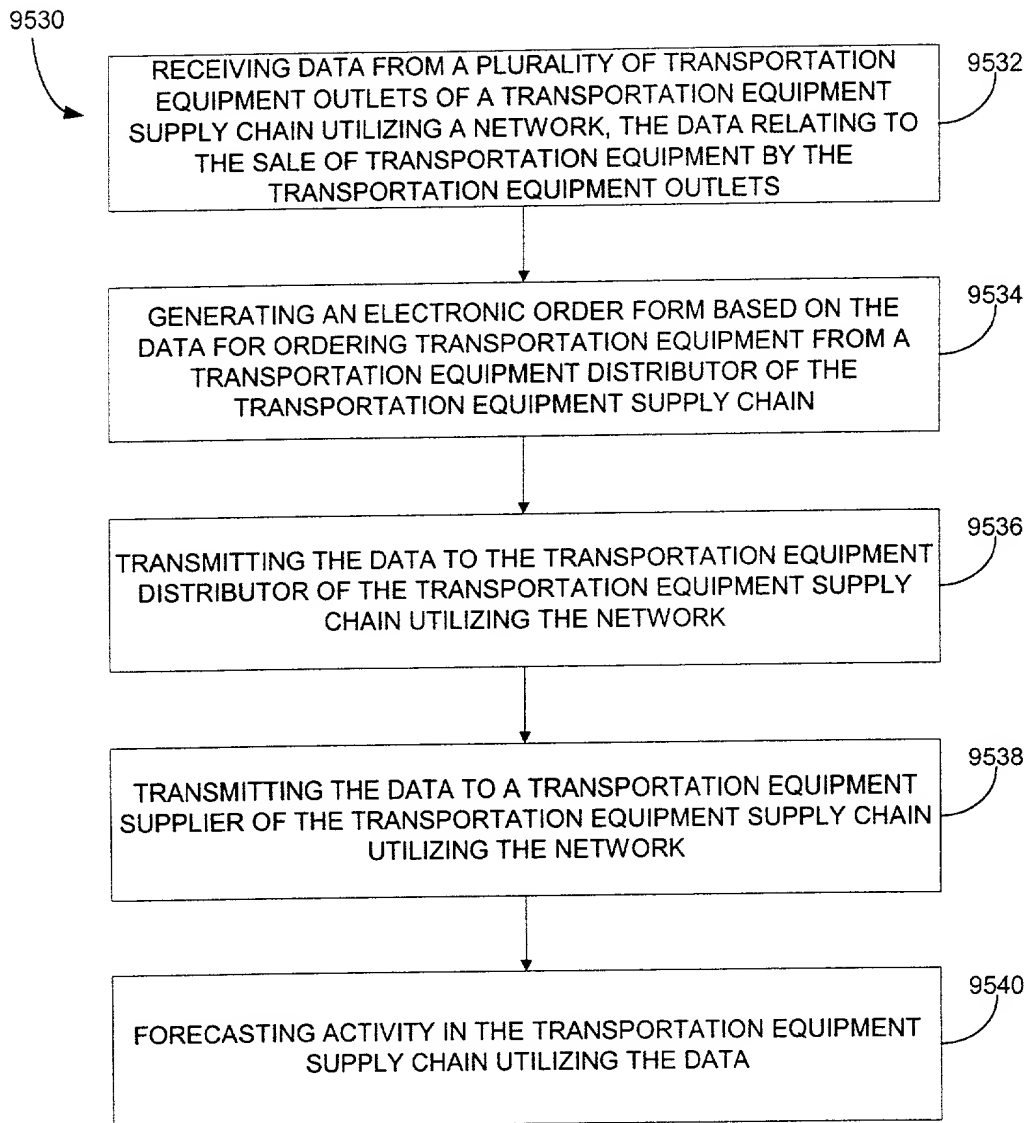 9530
RECEIVING DATA FROM A PLURALITY OF TRANSPORTATION
EQUIPMENT OUTLETS OF A TRANSPORTATION EQUIPMENT
SUPPLY CHAIN UTILIZING A NETWORK, THE DATA RELATING TO
THE SALE OF TRANSPORTATION EQUIPMENT BY THE
TRANSPORTATION EQUIPMENT OUTLETS
9532
GENERATING AN ELECTRONIC ORDER FORM BASED ON THE
DATA FOR ORDERING TRANSPORTATION EQUIPMENT FROM A
TRANSPORTATION EQUIPMENT DISTRIBUTOR OF THE
TRANSPORTATION EQUIPMENT SUPPLY CHAIN
9534
TRANSMITTING THE DATA TO THE TRANSPORTATION EQUIPMENT
DISTRIBUTOR OF THE TRANSPORTATION EQUIPMENT SUPPLY
CHAIN UTILIZING THE NETWORK
9536
TRANSMITTING THE DATA TO A TRANSPORTATION EQUIPMENT
SUPPLIER OF THE TRANSPORTATION EQUIPMENT SUPPLY CHAIN
UTILIZING THE NETWORK
9538
FORECASTING ACTIVITY IN THE TRANSPORTATION EQUIPMENT
SUPPLY CHAIN UTILIZING THE DATA
9540